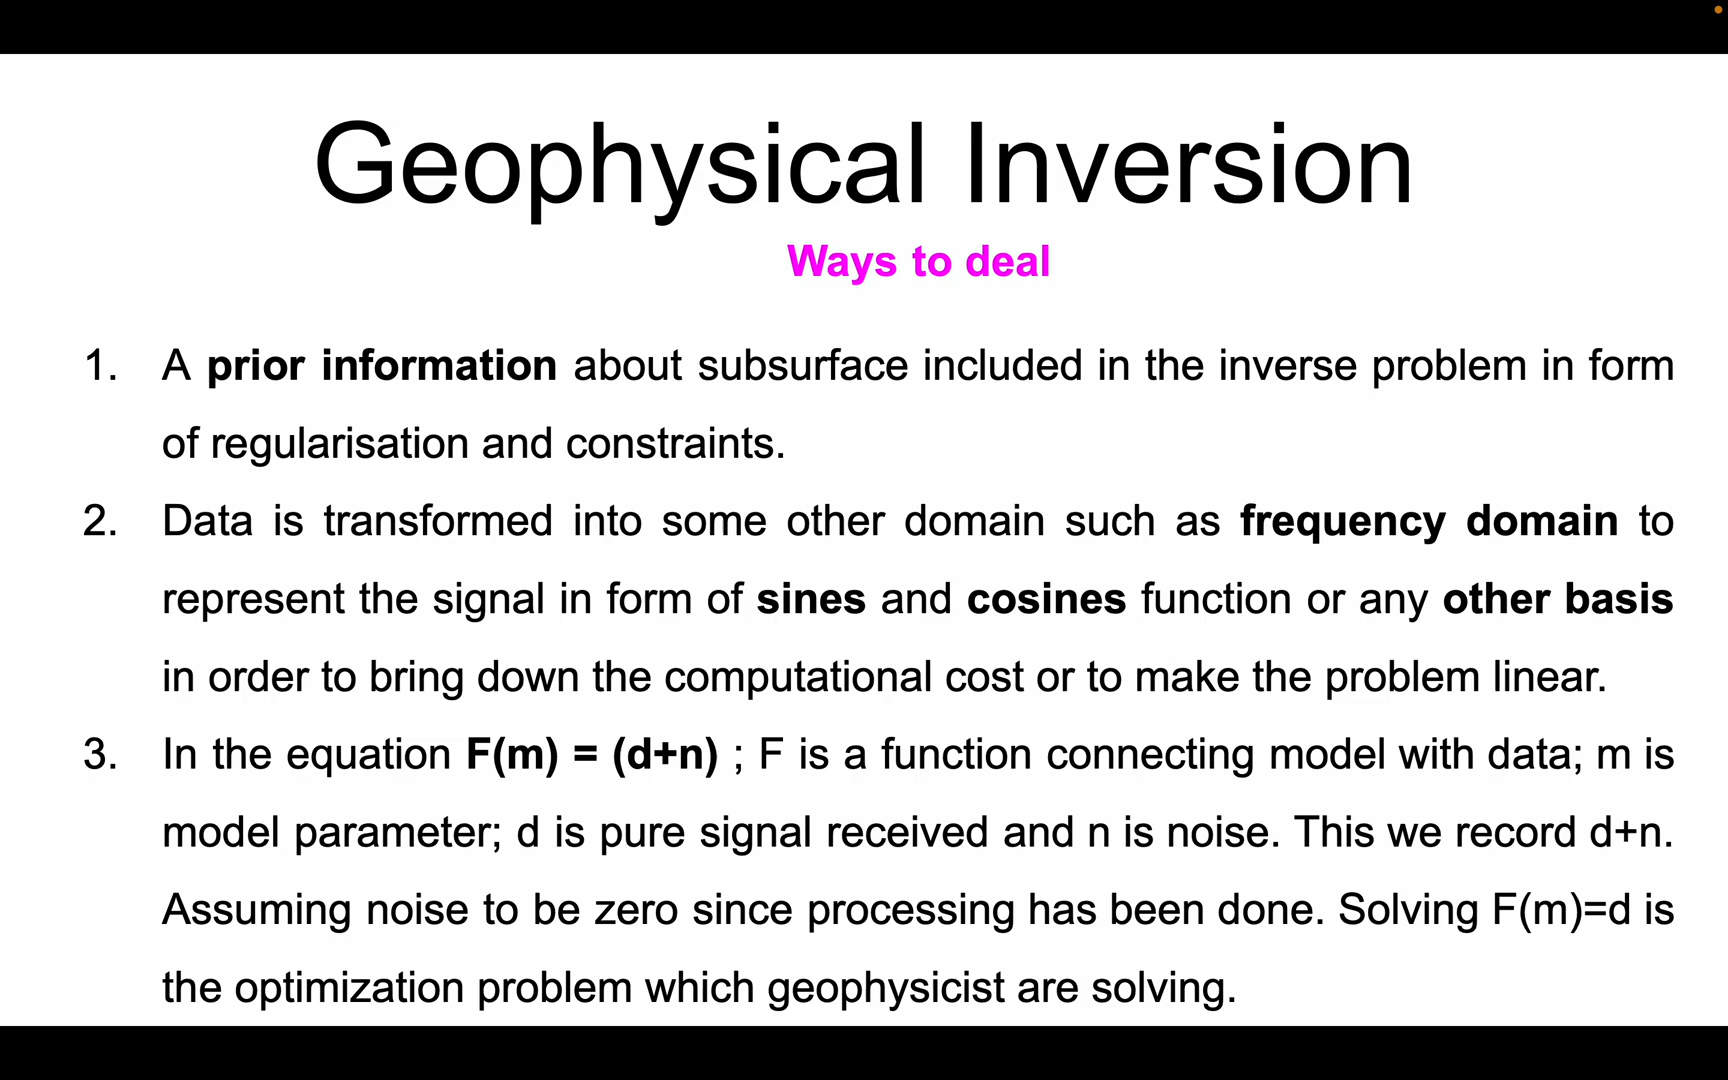 Geophysical Inversion
Ways to deal
1. A prior information about subsurface included in the inverse problem in form
of regularisation and constraints.
2. Data is transformed into some other domain such as frequency domain to
represent the signal in form of sines and cosines function or any other basis
in order to bring down the computational cost or to make the problem linear.
3. In the equation F(m) = (d+n) ; F is a function connecting model with data; m is
model parameter; d is pure signal received and n is noise. This we record d+n.
Assuming noise to be zero since processing has been done. Solving F(m)=d is
the optimization problem which geophysicist are solving.